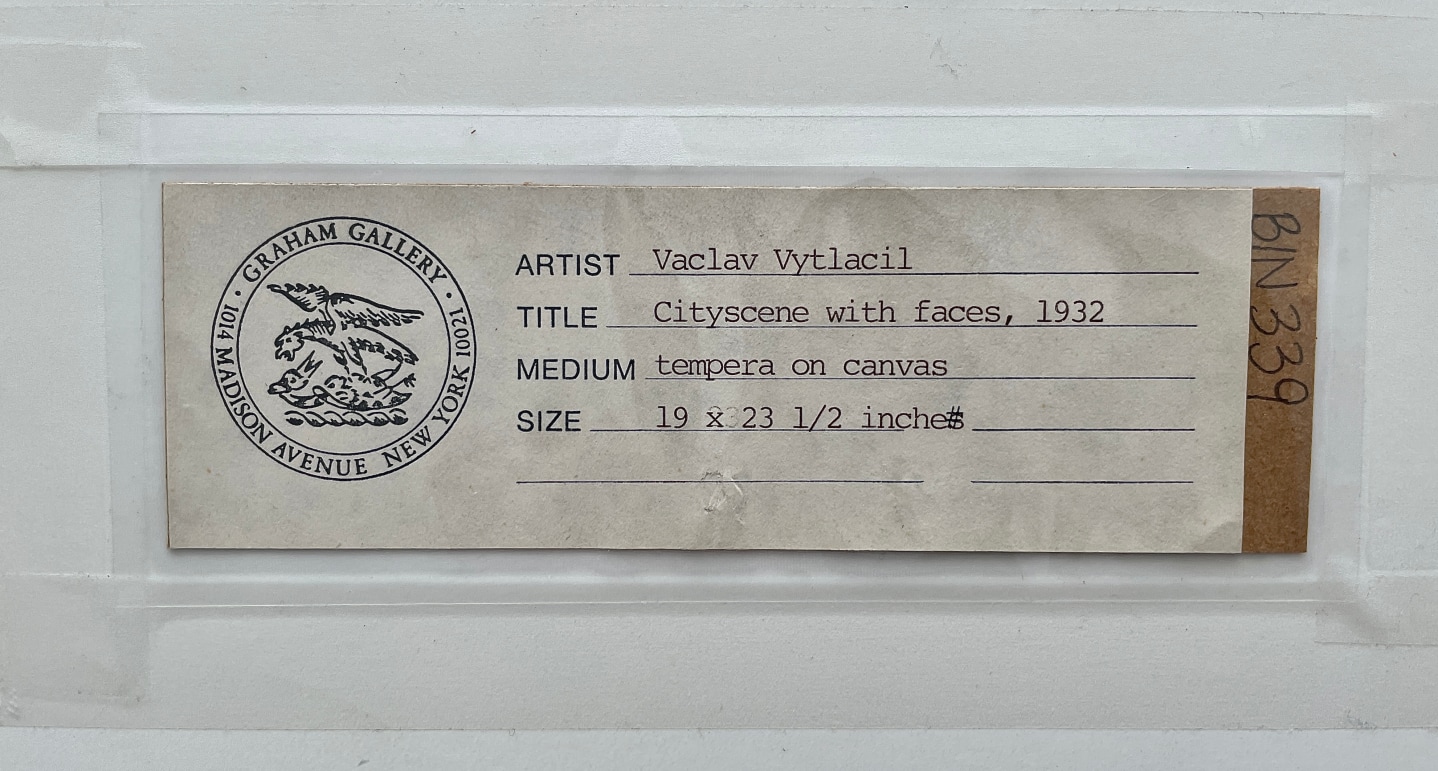 · GRAHAM GALLERY ·
1014 MADISON AVENUE NEW YORK 10021
ARTIST Vaclav Vytlacil
TITLE Cityscene with faces, 1932
MEDIUM tempera on canvas
SIZE 19 x 23 1/2 inches
BIN 339